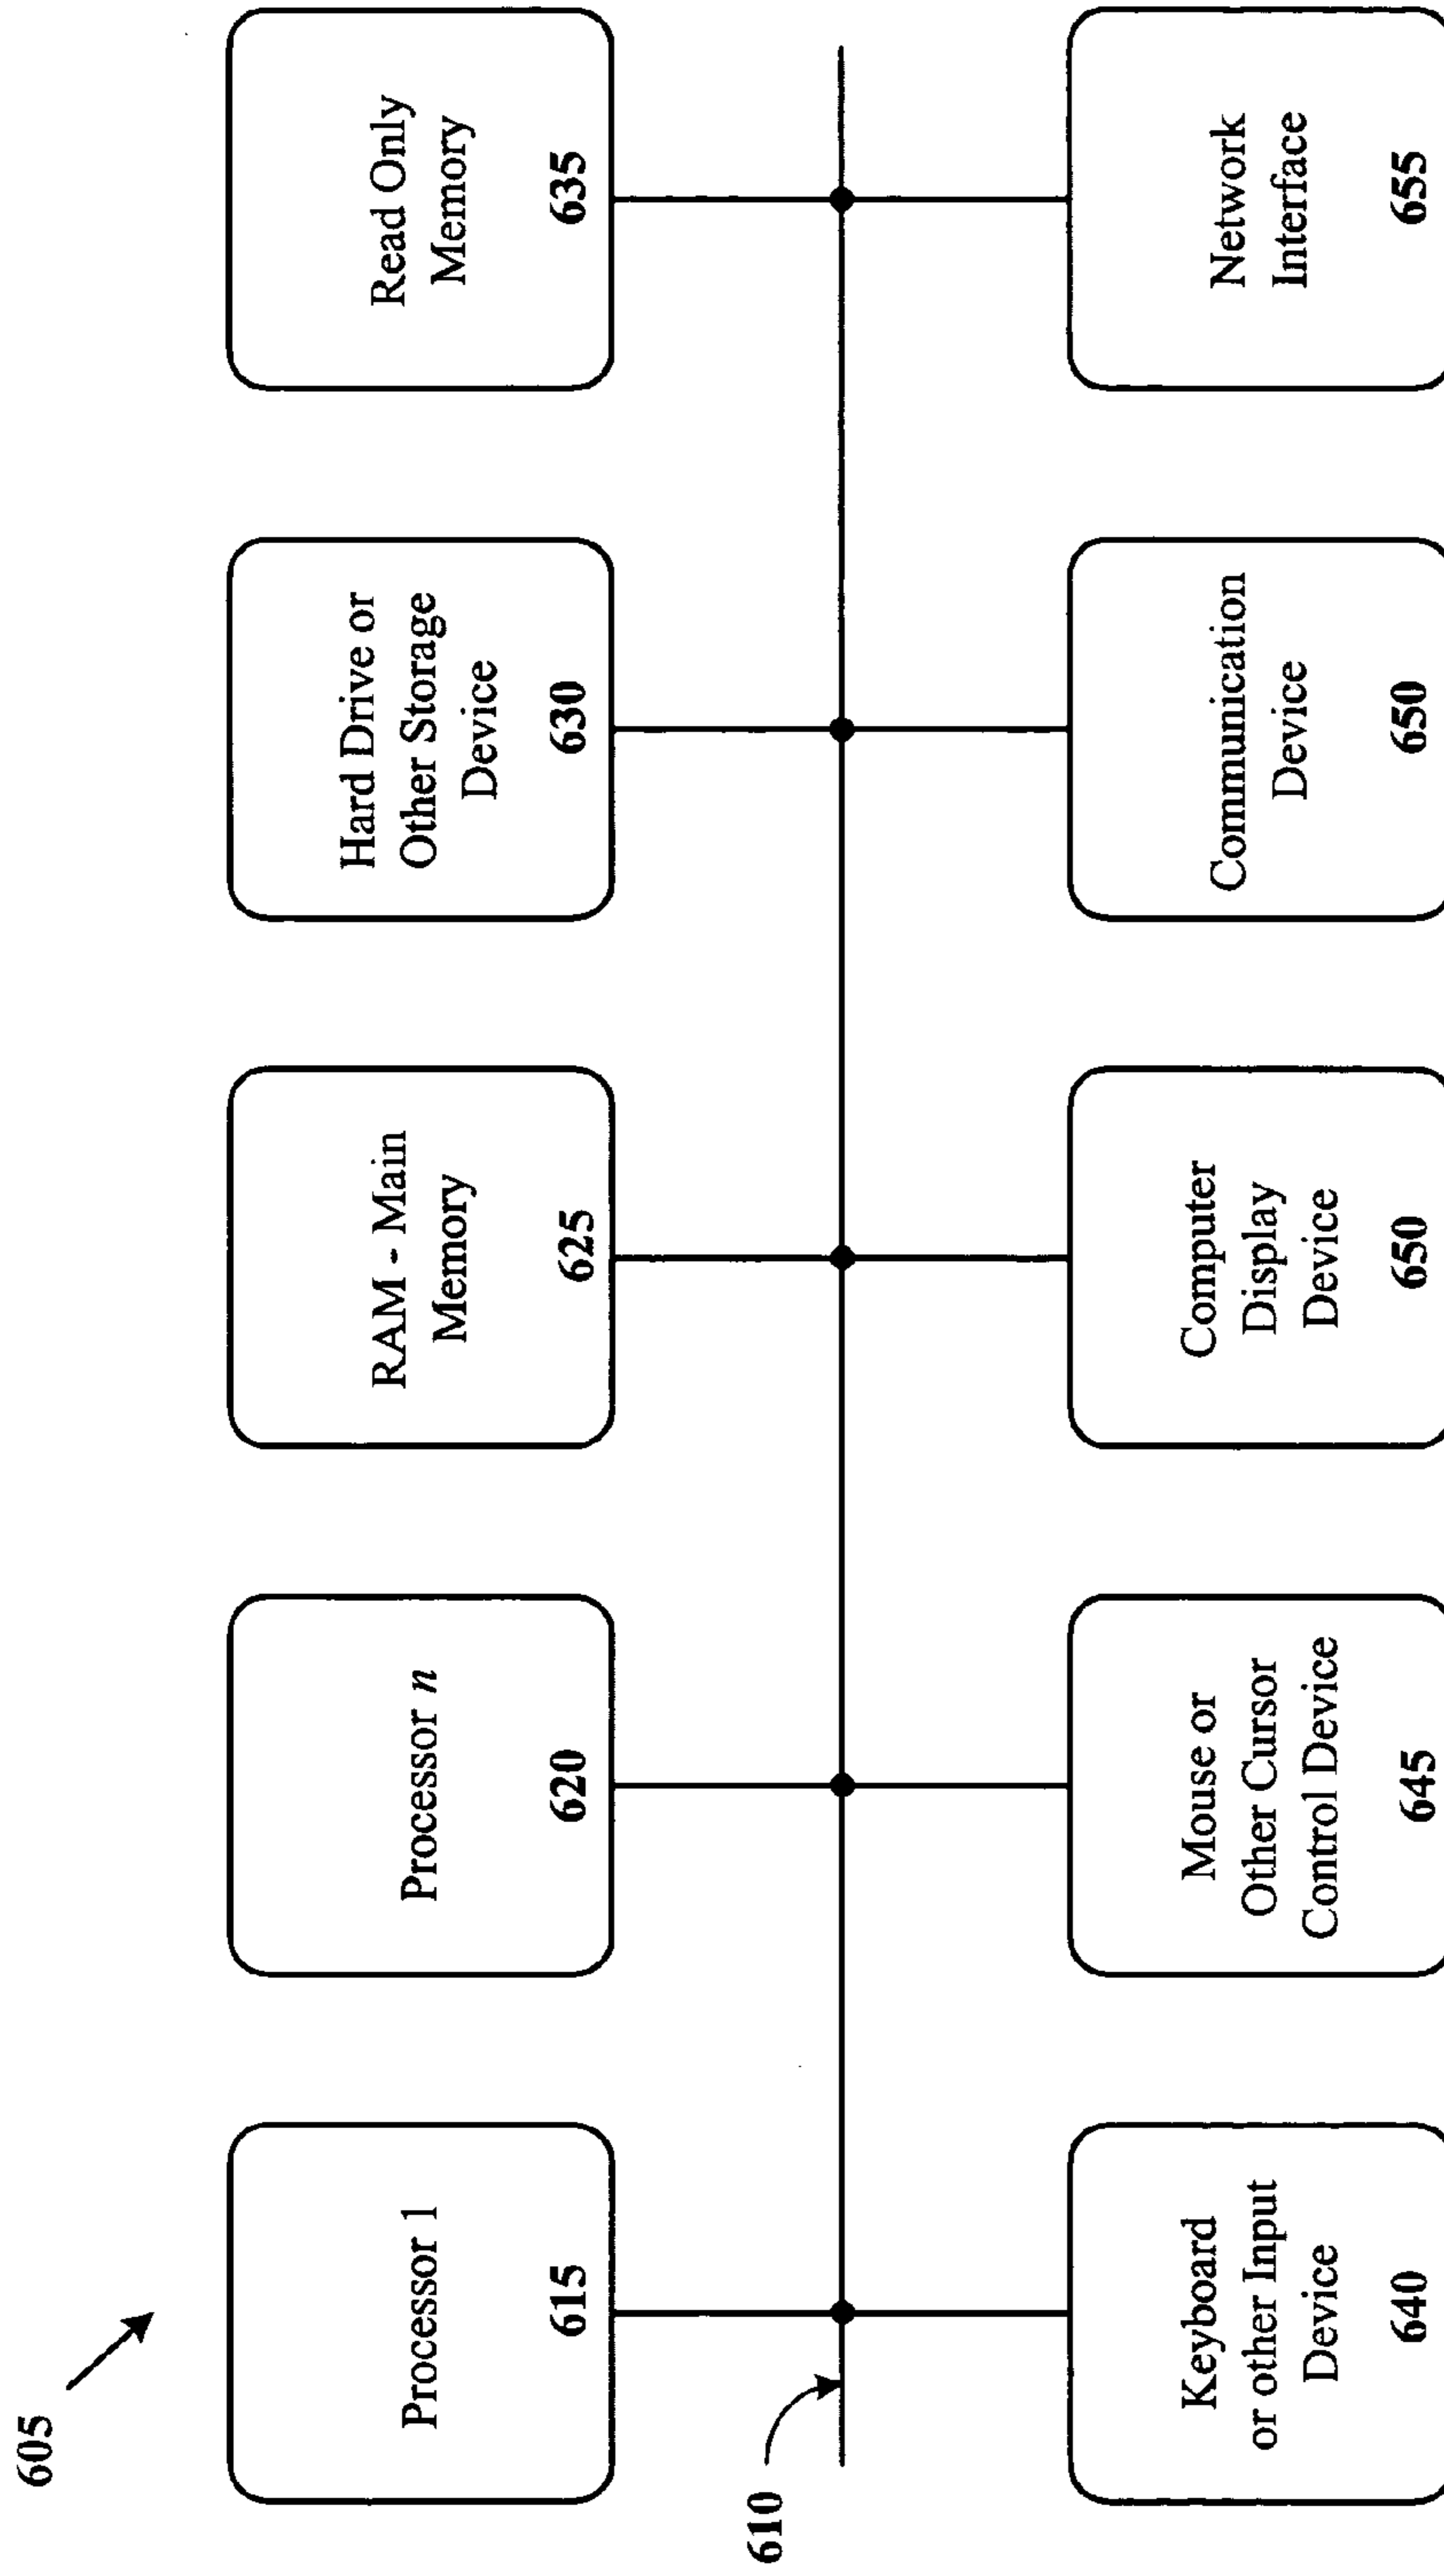 605
Processor 1
615
Processor n
620
RAM - Main
Memory
625
Hard Drive or
Other Storage
Device
630
Read Only
Memory
635
610
Keyboard
or other Input
Device
640
Mouse or
Other Cursor
Control Device
645
Computer
Display
Device
650
Communication
Device
650
Network
Interface
655